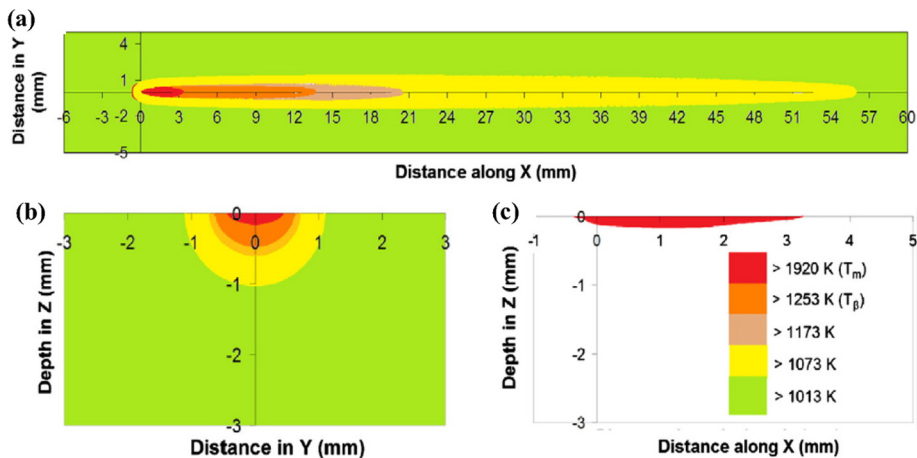 (a)
Distance in Y
(mm)
4
1
-2
-5
-6 -3 0 3 6 9 12 15 18 21 24 27 30 33 36 39 42 45 48 51 54 57 60
Distance along X (mm)
(b)
0
-3 -2 -1 0 1 2 3
-1
-2
-3
Depth in Z (mm)
Distance in Y (mm)
(c)
0
-1 0 1 2 3 4 5
-1
-2
-3
Depth in Z (mm)
> 1920 K (Tm)
> 1253 K (Tβ)
> 1173 K
> 1073 K
> 1013 K
Distance along X (mm)